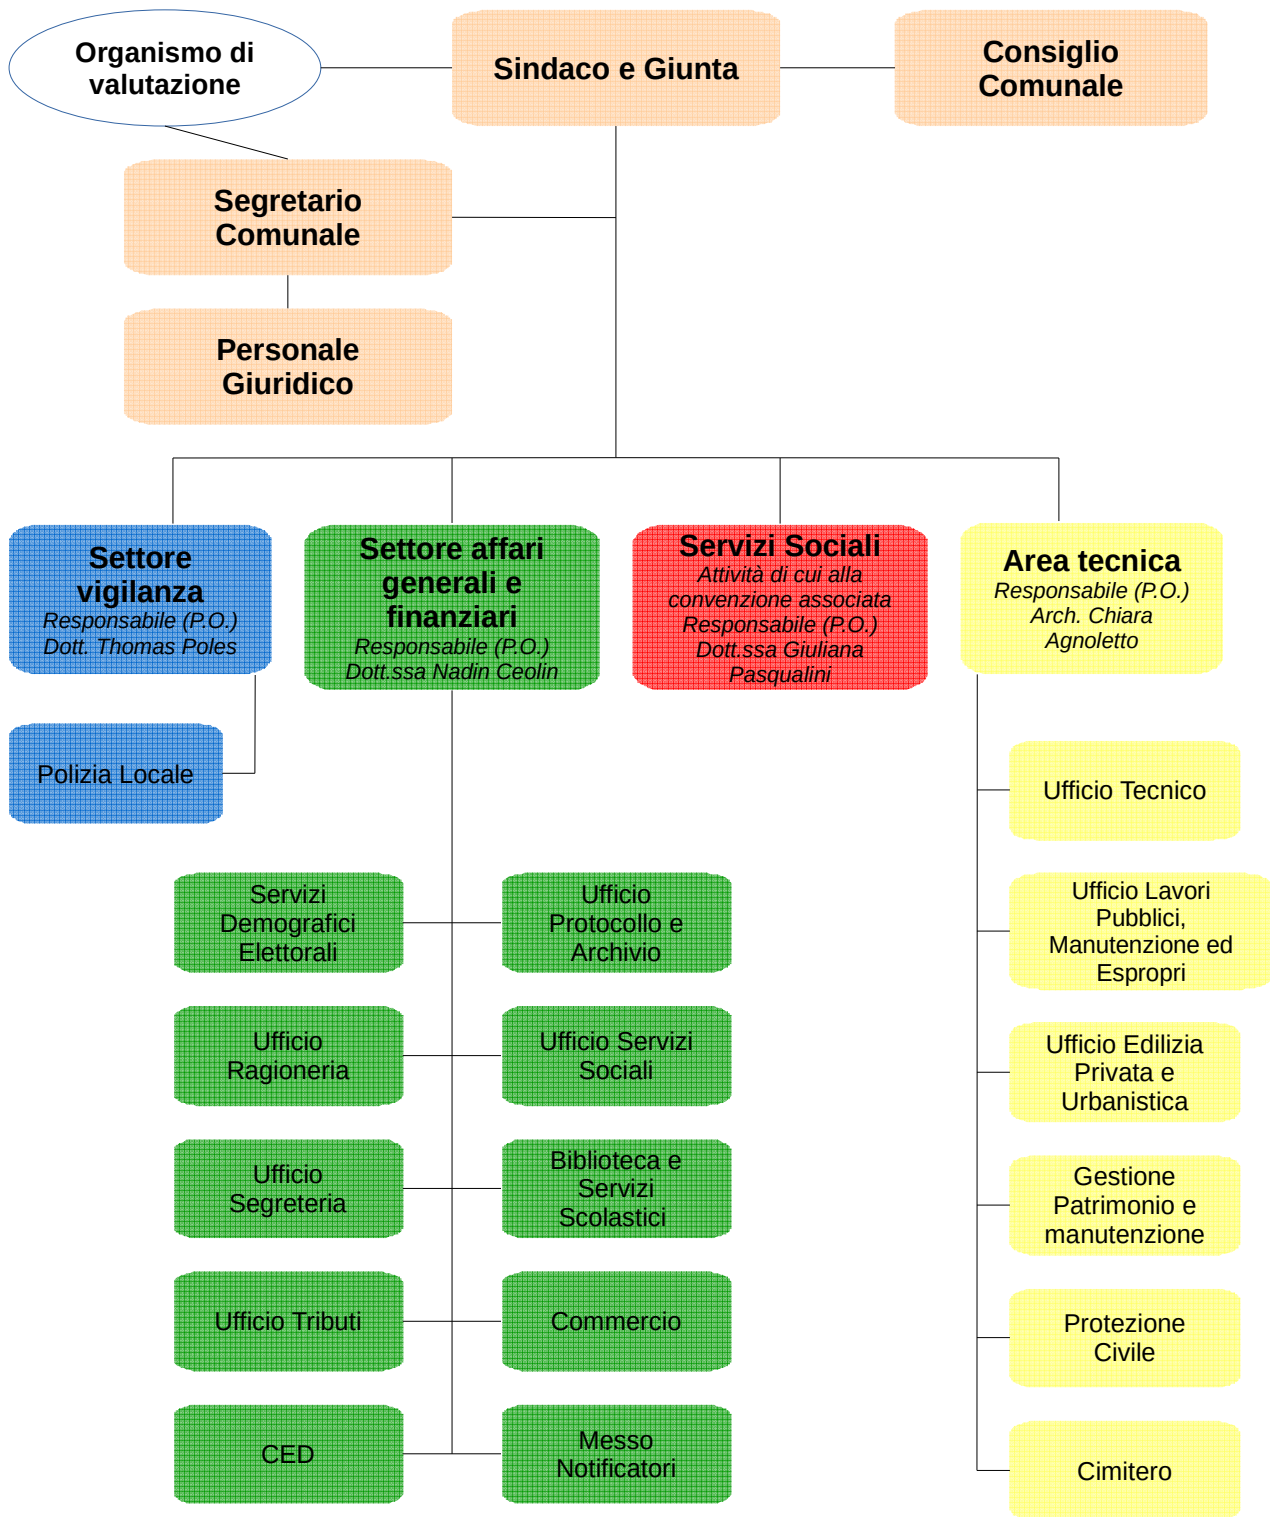 Organismo di
valutazione
Sindaco e Giunta
Consiglio
Comunale
Segretario
Comunale
Personale
Giuridico
Settore
vigilanza
Responsabile (P.O.)
Dott. Thomas Poles
Settore affari
generali e
finanziari
Responsabile (P.O.)
Dott.ssa Nadin Ceolin
Servizi Sociali
Attività di cui alla
convenzione associata
Responsabile (P.O.)
Dott.ssa Giuliana
Pasqualini
Area tecnica
Responsabile (P.O.)
Arch. Chiara
Agnoletto
Polizia Locale
Servizi
Demografici
Elettorali
Ufficio
Protocollo e
Archivio
Ufficio
Ragioneria
Ufficio Servizi
Sociali
Ufficio
Segreteria
Biblioteca e
Servizi
Scolastici
Ufficio Tributi
Commercio
CED
Messo
Notificatori
Ufficio Tecnico
Ufficio Lavori
Pubblici,
Manutenzione ed
Espropri
Ufficio Edilizia
Privata e
Urbanistica
Gestione
Patrimonio e
manutenzione
Protezione
Civile
Cimitero